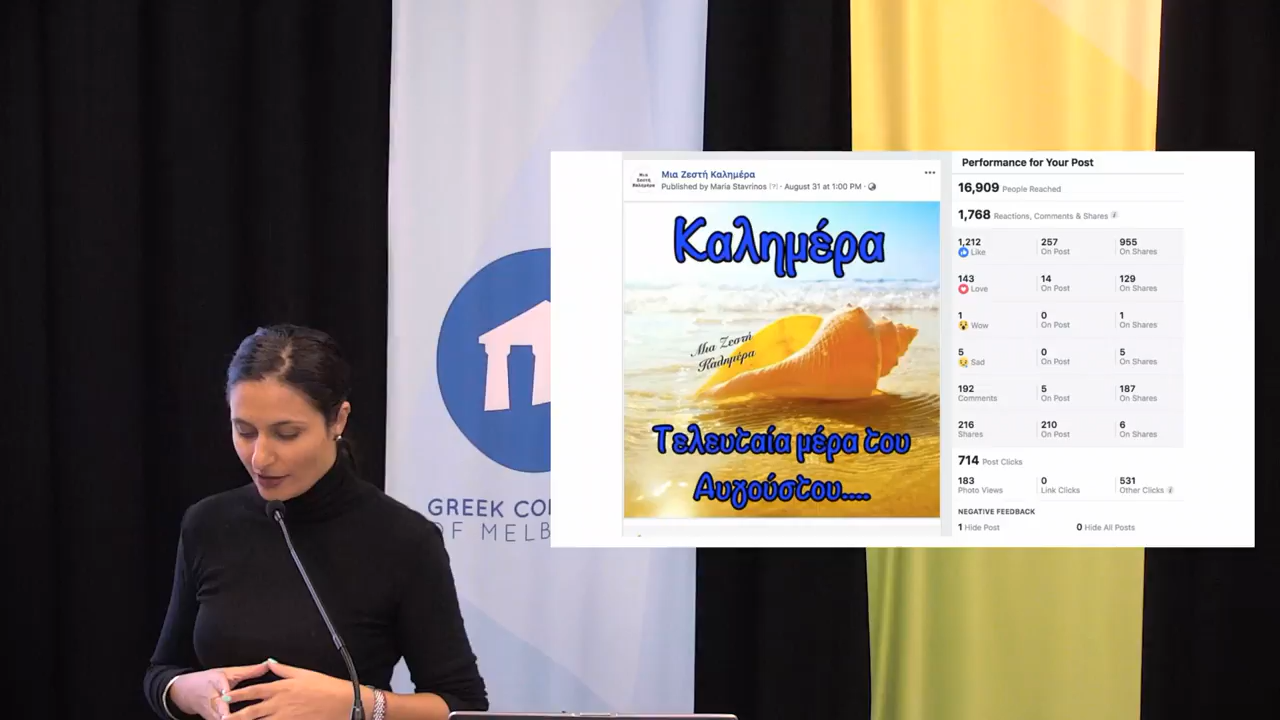 GREEK CO
OF MELB
Μια
Ζεστή
Καλημέρα
Μια Ζεστή Καλημέρα
Published by Maria Stavrinos [?] · August 31 at 1:00 PM ·
Καλημέρα
Μια Ζεστή
Καλημέρα
Τελευταία μέρα του
Αυγούστου....
Performance for Your Post
16,909 People Reached
1,768 Reactions, Comments & Shares
1,212 257 955
Like On Post On Shares
143 14 129
Love On Post On Shares
1 0 1
Wow On Post On Shares
5 0 5
Sad On Post On Shares
192 5 187
Comments On Post On Shares
216 210 6
Shares On Post On Shares
714 Post Clicks
183 0 531
Photo Views Link Clicks Other Clicks
NEGATIVE FEEDBACK
1 Hide Post 0 Hide All Posts